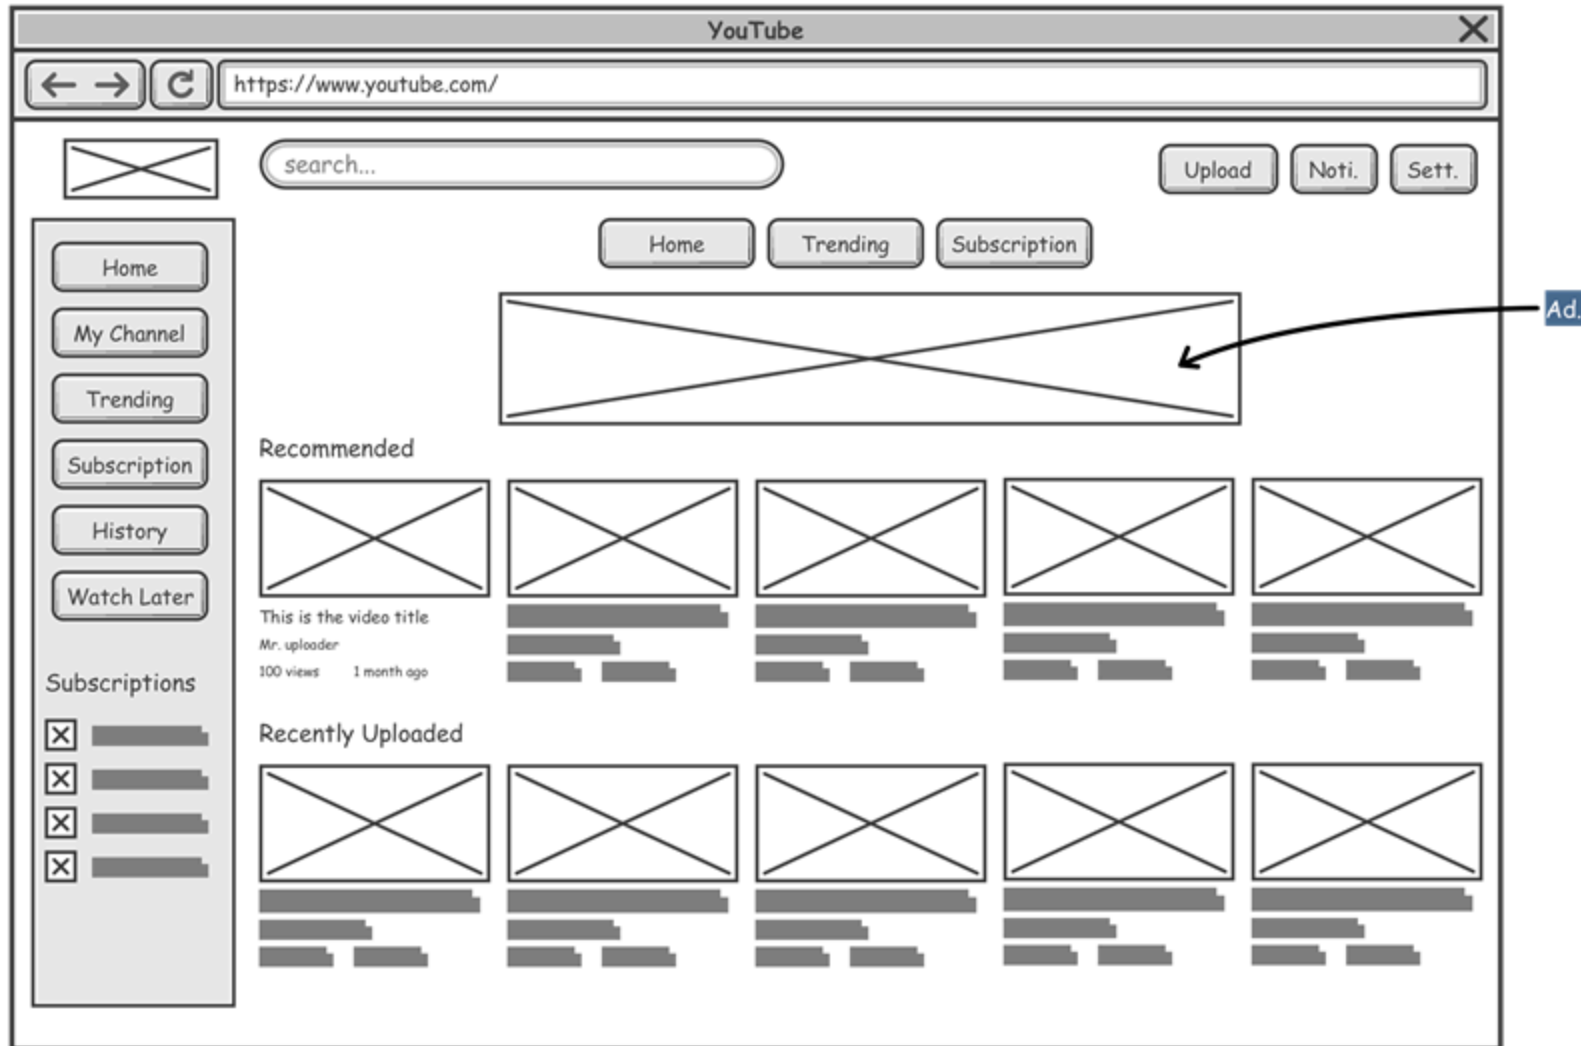 YouTube
https://www.youtube.com/
search...
Upload Noti. Sett.
Home Trending Subscription
Home
My Channel
Trending
Subscription
History
Watch Later
Subscriptions
Ad.
Recommended
This is the video title
Mr. uploader
100 views 1 month ago
Recently Uploaded